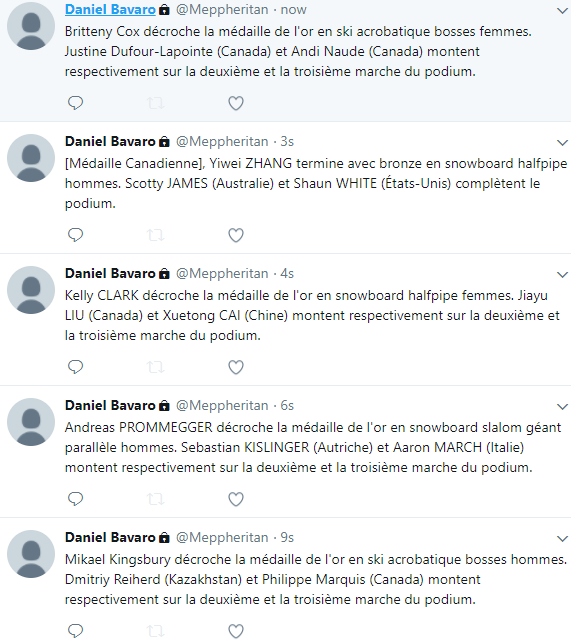 Daniel Bavaro @Meppheritan · now
Britteny Cox décroche la médaille de l'or en ski acrobatique bosses femmes.
Justine Dufour-Lapointe (Canada) et Andi Naude (Canada) montent
respectivement sur la deuxième et la troisième marche du podium.
Daniel Bavaro @Meppheritan · 3s
[Médaille Canadienne], Yiwei ZHANG termine avec bronze en snowboard halfpipe
hommes. Scotty JAMES (Australie) et Shaun WHITE (États-Unis) complètent le
podium.
Daniel Bavaro @Meppheritan · 4s
Kelly CLARK décroche la médaille de l'or en snowboard halfpipe femmes. Jiayu
LIU (Canada) et Xuetong CAI (Chine) montent respectivement sur la deuxième et
la troisième marche du podium.
Daniel Bavaro @Meppheritan · 6s
Andreas PROMMEGGER décroche la médaille de l'or en snowboard slalom géant
parallèle hommes. Sebastian KISLINGER (Autriche) et Aaron MARCH (Italie)
montent respectivement sur la deuxième et la troisième marche du podium.
Daniel Bavaro @Meppheritan · 9s
Mikael Kingsbury décroche la médaille de l'or en ski acrobatique bosses hommes.
Dmitriy Reiherd (Kazakhstan) et Philippe Marquis (Canada) montent
respectivement sur la deuxième et la troisième marche du podium.